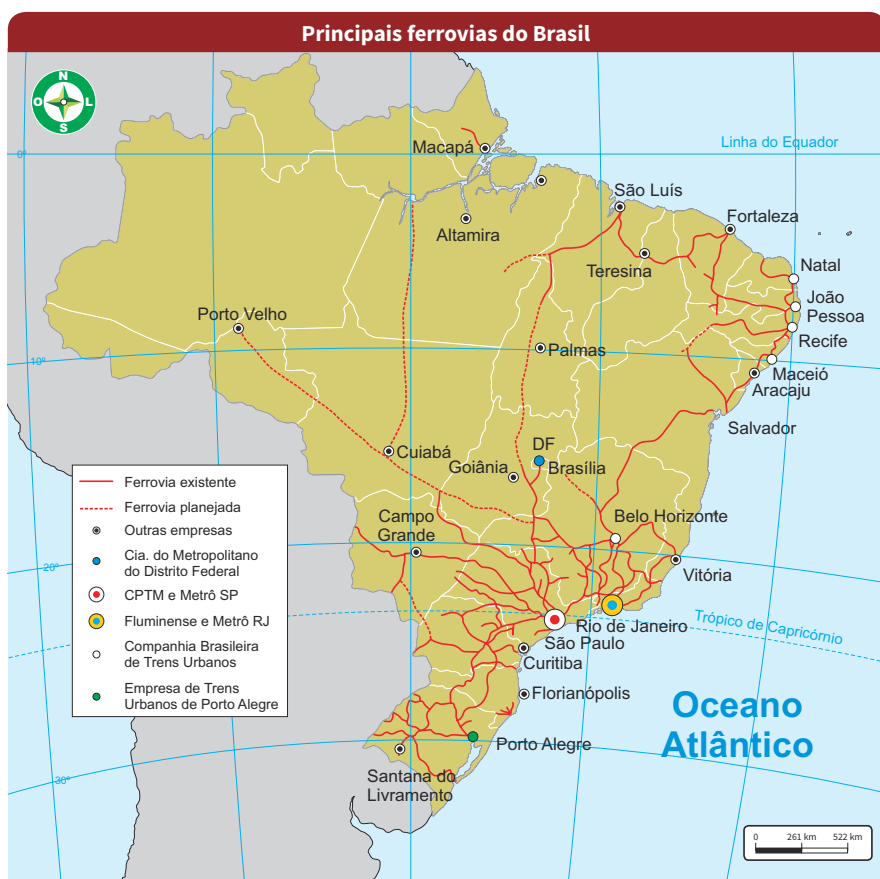 Principais ferrovias do Brasil
N
O
L
S
Macapá
0º
Linha do Equador
São Luís
Altamira
Fortaleza
Teresina
Natal
João
Pessoa
Porto Velho
Recife
10º
Palmas
Maceió
Aracaju
Salvador
DF
Cuiabá
Goiânia
Brasília
Ferrovia existente
Ferrovia planejada
Outras empresas
Cia. do Metropolitano
do Distrito Federal
CPTM e Metrô SP
Fluminense e Metrô RJ
Companhia Brasileira
de Trens Urbanos
Empresa de Trens
Urbanos de Porto Alegre
Campo
Grande
Belo Horizonte
20º
Vitória
Trópico de Capricórnio
Rio de Janeiro
São Paulo
Curitiba
Florianópolis
Oceano
Atlântico
Porto Alegre
30º
Santana do
Livramento
0 261 km 522 km